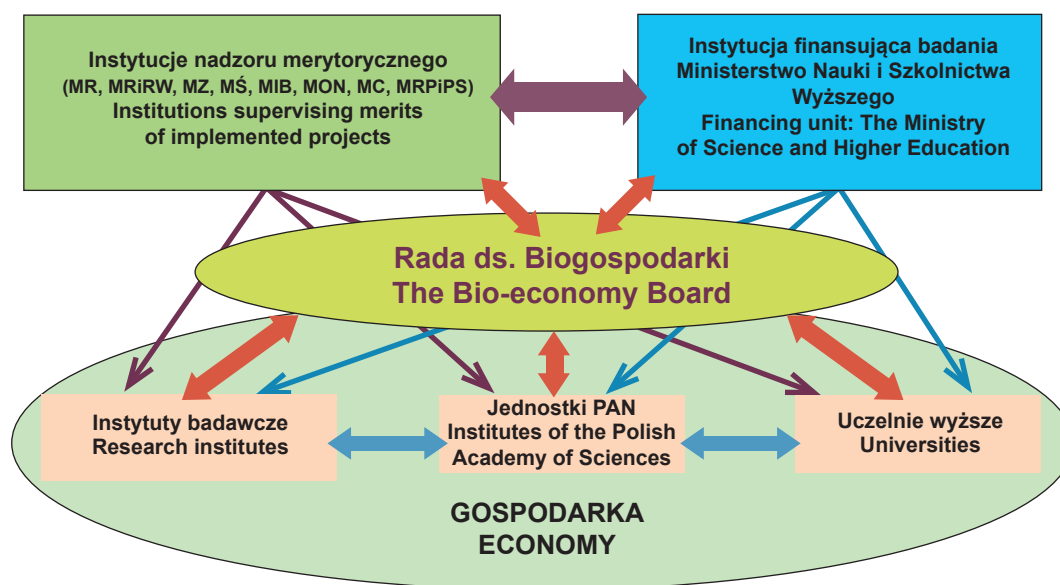 Instytucje nadzoru merytorycznego
(MR, MRiRW, MZ, MŚ, MIB, MON, MC, MRPiPS)
Institutions supervising merits
of implemented projects
Instytucja finansująca badania
Ministerstwo Nauki i Szkolnictwa
Wyższego
Financing unit: The Ministry
of Science and Higher Education
Rada ds. Biogospodarki
The Bio-economy Board
Instytuty badawcze
Research institutes
Jednostki PAN
Institutes of the Polish
Academy of Sciences
Uczelnie wyższe
Universities
GOSPODARKA
ECONOMY